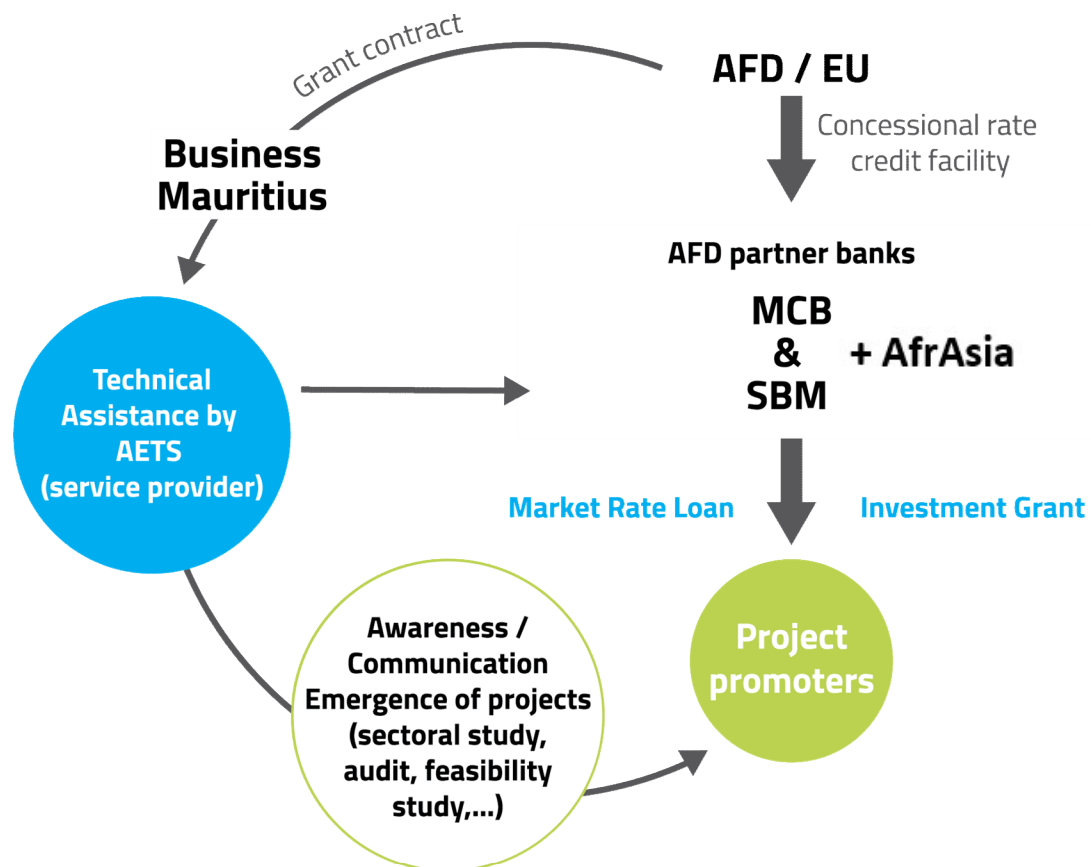 Grant contract
AFD / EU
Concessional rate
credit facility
Business
Mauritius
AFD partner banks
MCB
&
SBM
+ AfrAsia
Technical
Assistance by
AETS
(service provider)
Market Rate Loan
Investment Grant
Awareness /
Communication
Emergence of projects
(sectoral study,
audit, feasibility
study,...)
Project
promoters